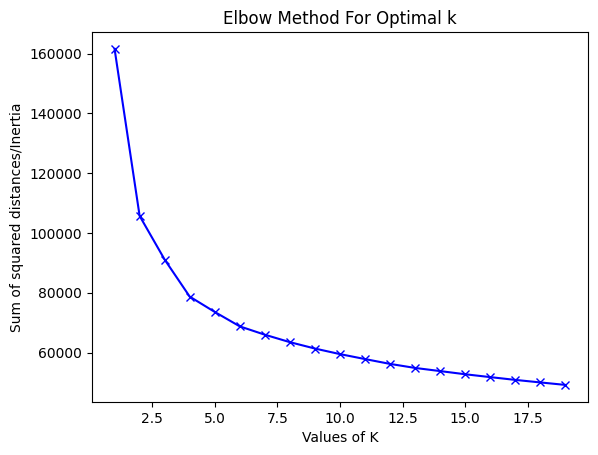 Elbow Method For Optimal k
Sum of squared distances/Inertia
160000
140000
120000
100000
80000
60000
2.5 5.0 7.5 10.0 12.5 15.0 17.5
Values of K